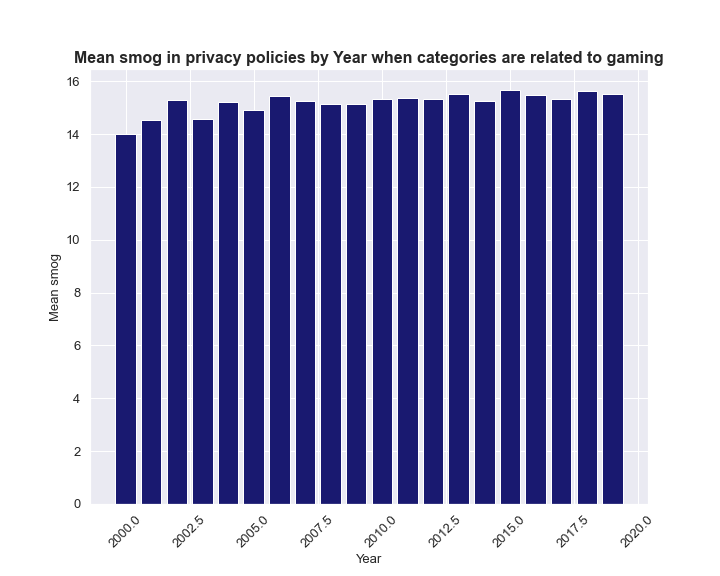 Mean smog in privacy policies by Year when categories are related to gaming
16
14
12
10
8
6
4
2
0
Mean smog
2000.0 2002.5 2005.0 2007.5 2010.0 2012.5 2015.0 2017.5 2020.0
Year